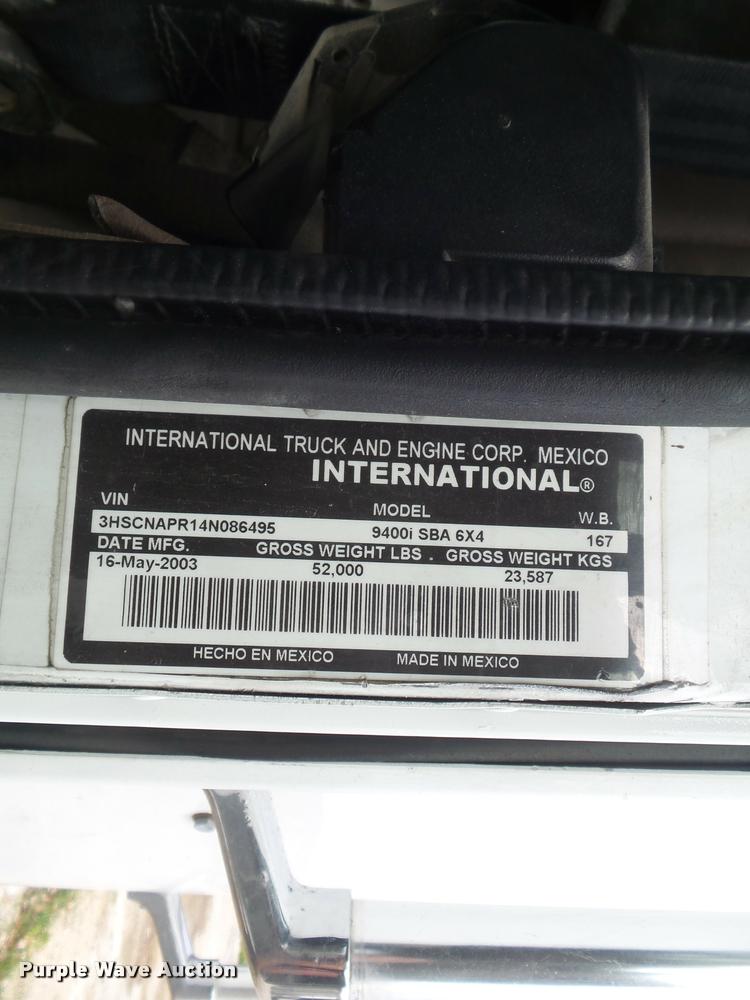 INTERNATIONAL TRUCK AND ENGINE CORP. MEXICO
INTERNATIONAL®
VIN MODEL W.B.
3HSCNAPR14N086495 9400i SBA 6X4 167
DATE MFG. GROSS WEIGHT LBS . GROSS WEIGHT KGS
16-May-2003 52,000 23,587
HECHO EN MEXICO MADE IN MEXICO
Purple Wave Auction